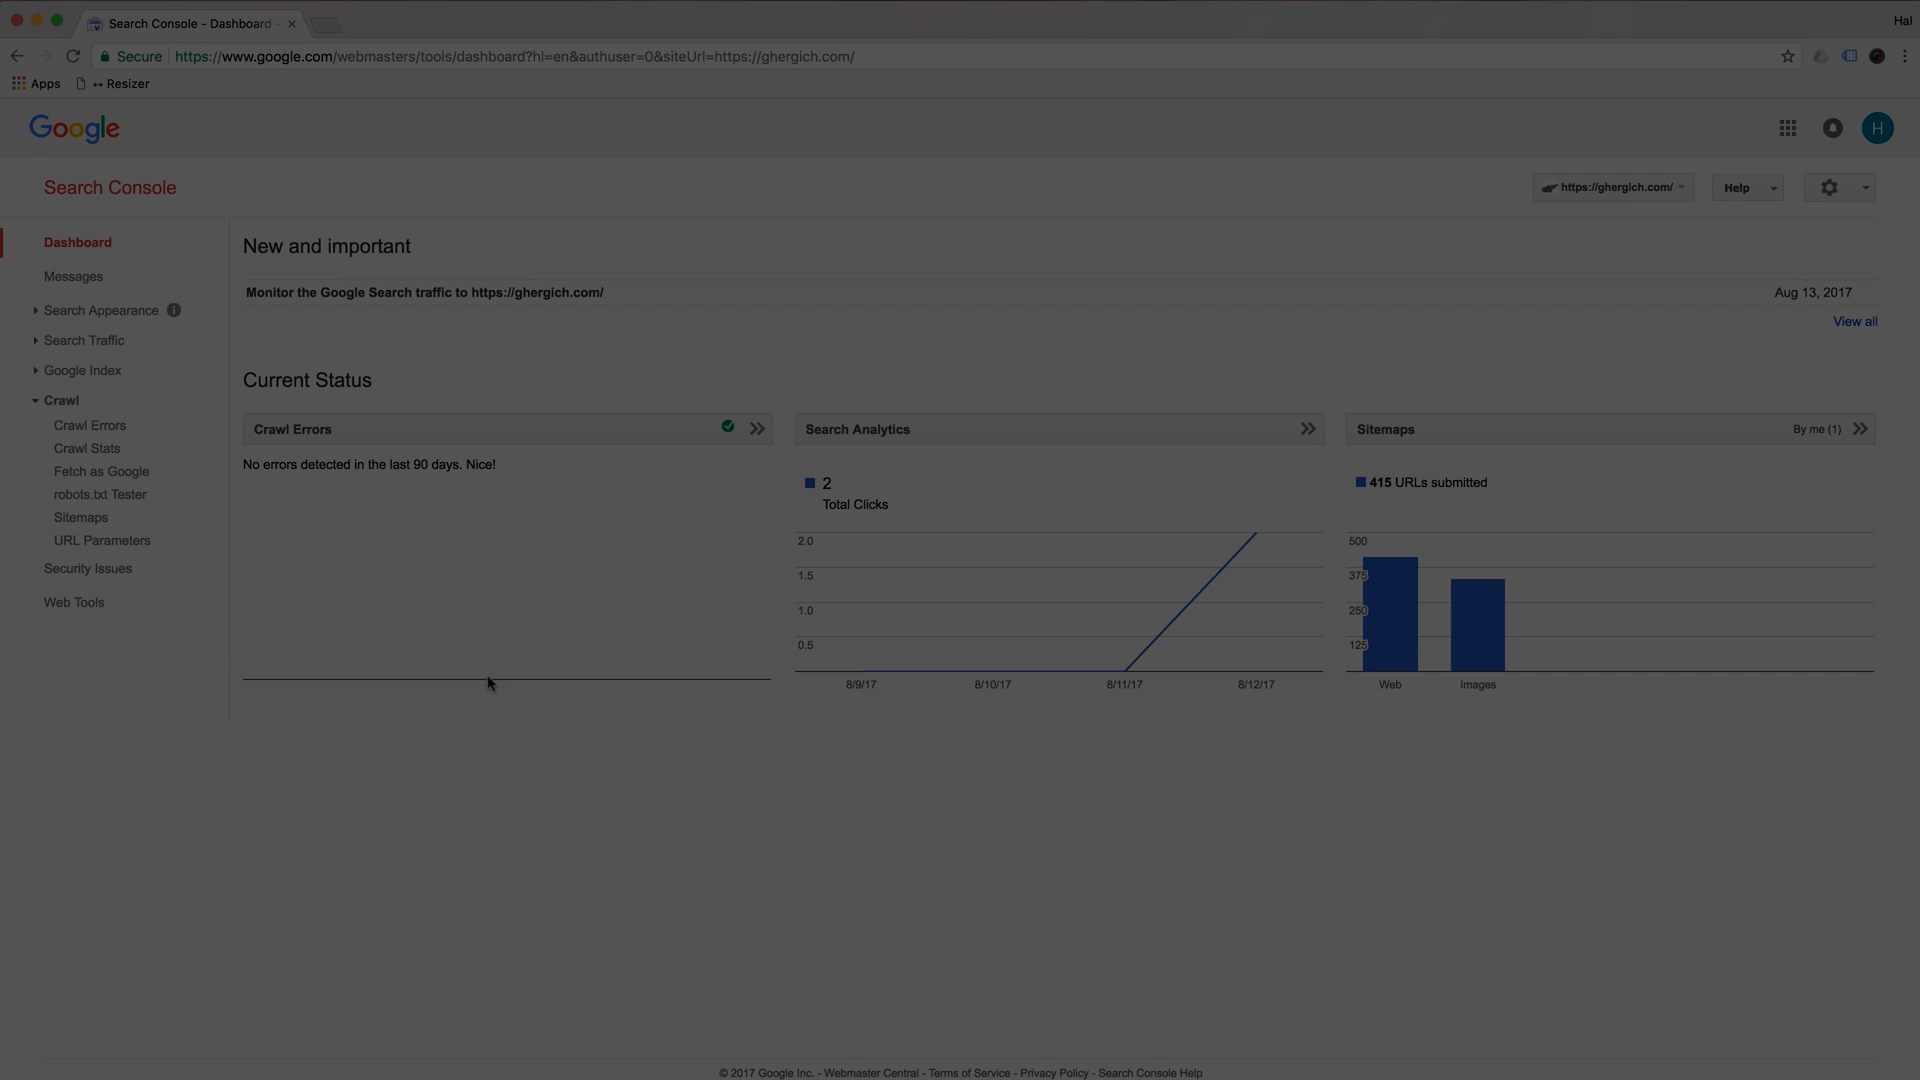 Search Console - Dashboard -
Hal
Secure https://www.google.com/webmasters/tools/dashboard?hl=en&authuser=0&siteUrl=https://ghergich.com/
Apps
↔ Resizer
Google
H
Search Console
https://ghergich.com/
Help
Dashboard
Messages
Search Appearance
Search Traffic
Google Index
Crawl
Crawl Errors
Crawl Stats
Fetch as Google
robots.txt Tester
Sitemaps
URL Parameters
Security Issues
Web Tools
New and important
Monitor the Google Search traffic to https://ghergich.com/
Aug 13, 2017
View all
Current Status
Crawl Errors
No errors detected in the last 90 days. Nice!
Search Analytics
2
Total Clicks
2.0
1.5
1.0
0.5
8/9/17 8/10/17 8/11/17 8/12/17
Sitemaps
By me (1)
415 URLs submitted
500
375
250
125
Web Images
© 2017 Google Inc. - Webmaster Central - Terms of Service - Privacy Policy - Search Console Help